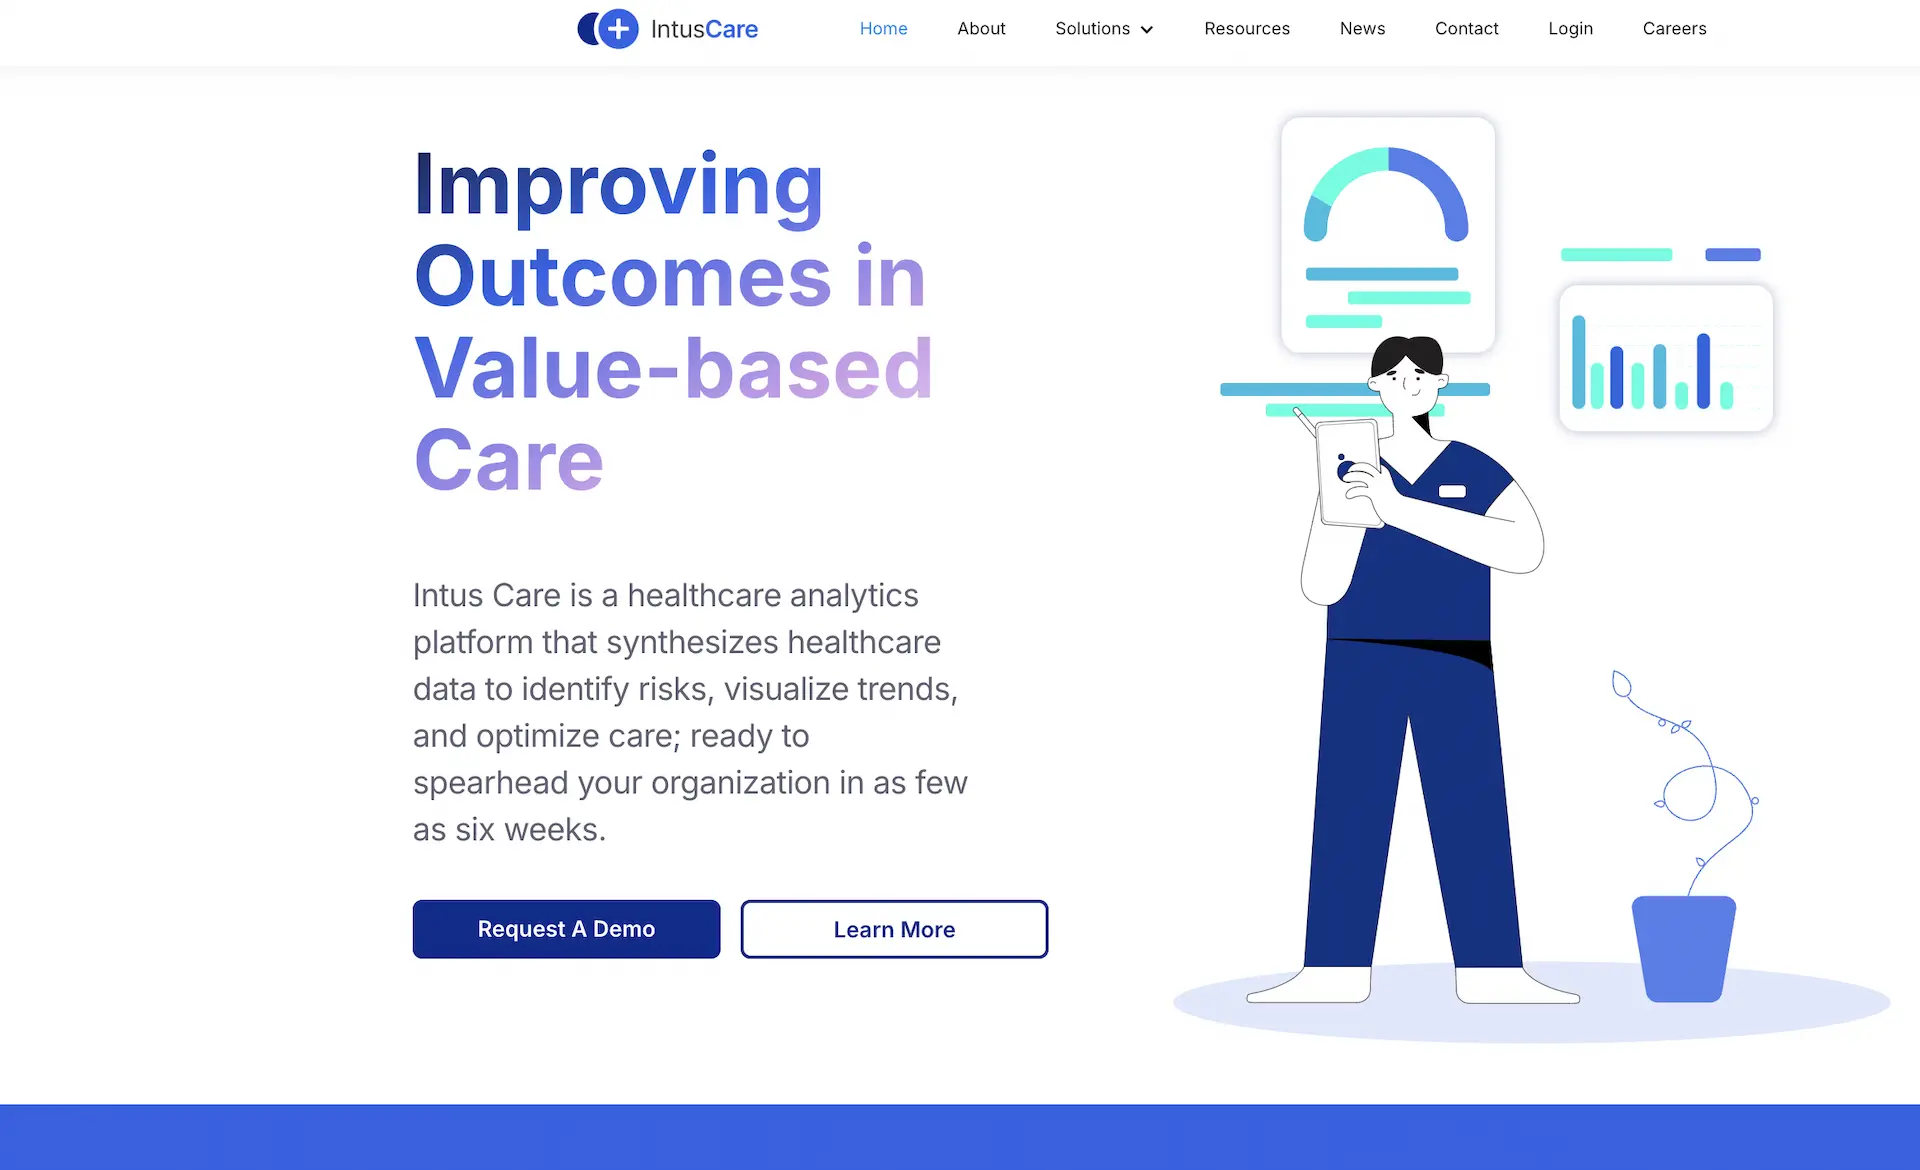 IntusCare Home About Solutions Resources News Contact Login Careers
Improving
Outcomes in
Value-based
Care
Intus Care is a healthcare analytics
platform that synthesizes healthcare
data to identify risks, visualize trends,
and optimize care; ready to
spearhead your organization in as few
as six weeks.
Request A Demo Learn More